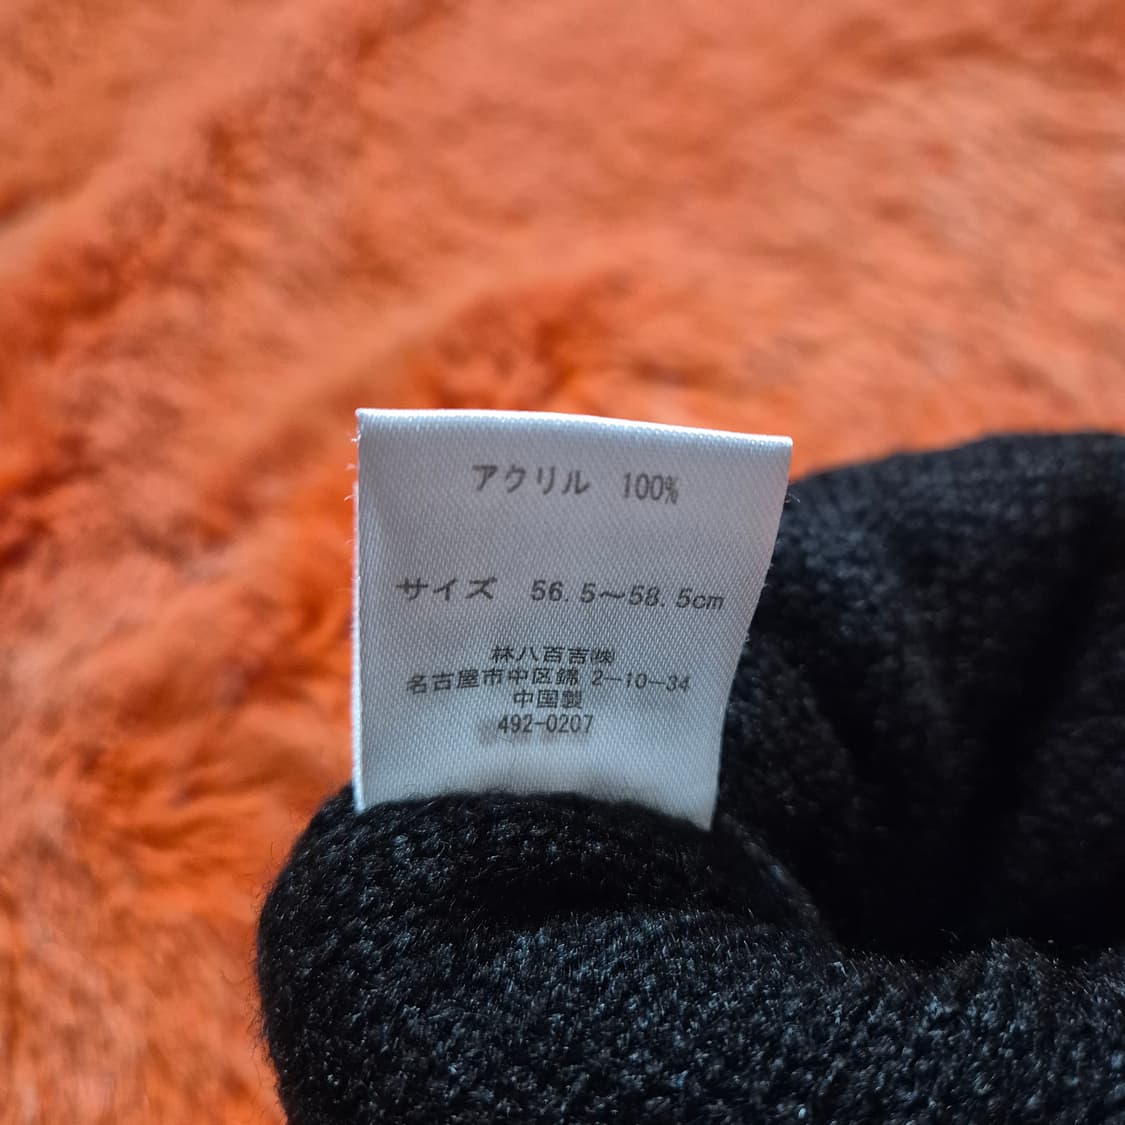 アクリル 100%
サイズ 56.5～58.5cm
林八百吉㈱
名古屋市中区錦 2-10-34
中国製
492-0207